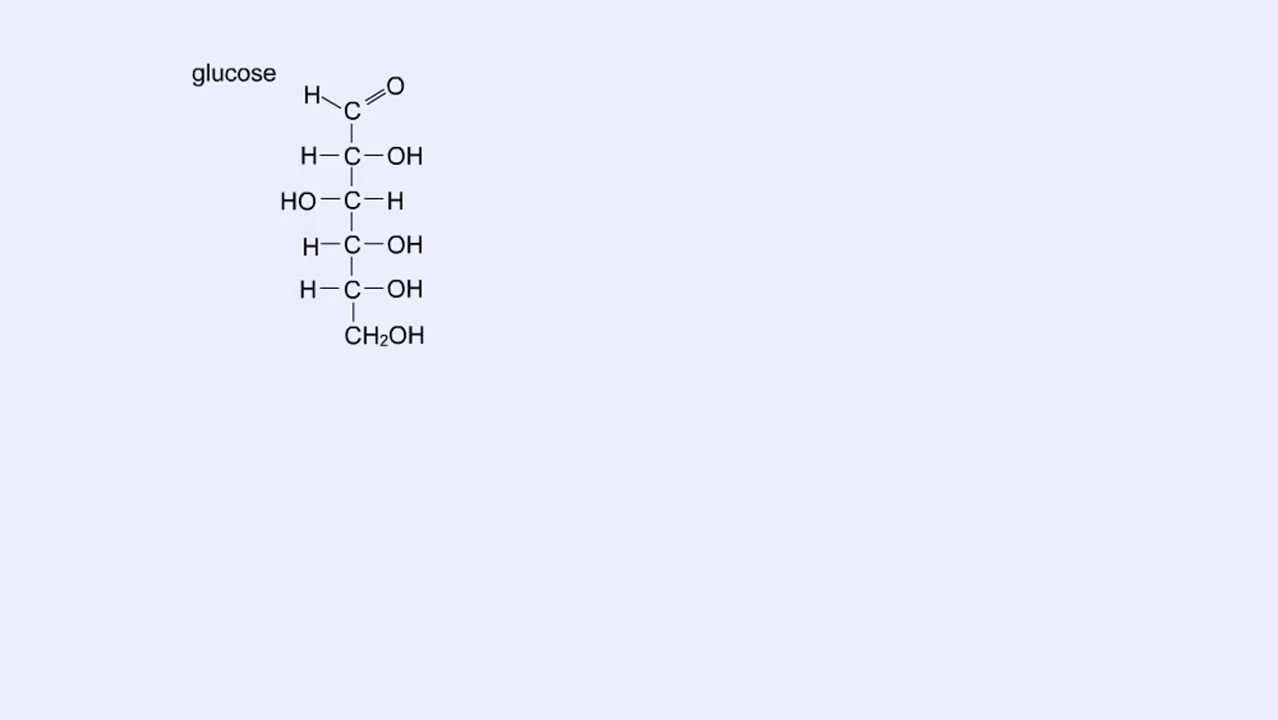 glucose
H O
C
H C OH
HO C H
H C OH
H C OH
CH₂OH